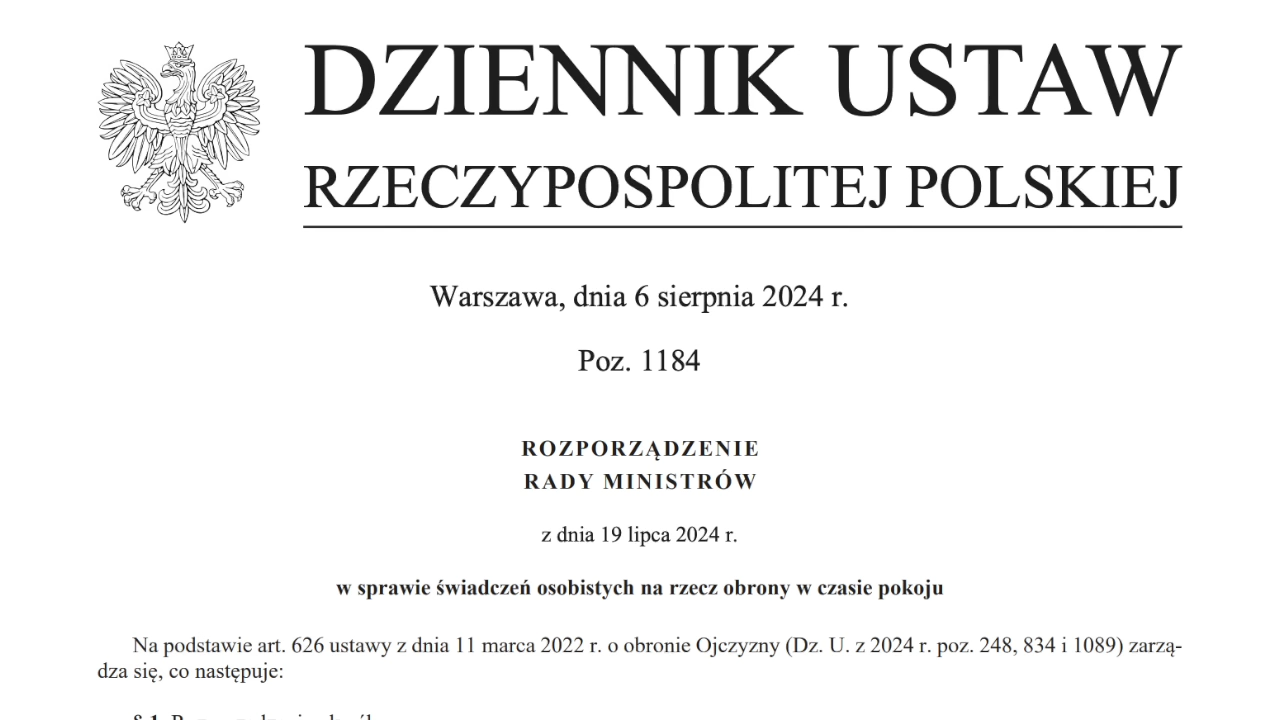 DZIENNIK USTAW
RZECZYPOSPOLITEJ POLSKIEJ
Warszawa, dnia 6 sierpnia 2024 r.
Poz. 1184
ROZPORZĄDZENIE
RADY MINISTRÓW
z dnia 19 lipca 2024 r.
w sprawie świadczeń osobistych na rzecz obrony w czasie pokoju
Na podstawie art. 626 ustawy z dnia 11 marca 2022 r. o obronie Ojczyzny (Dz. U. z 2024 r. poz. 248, 834 i 1089) zarzą-
dza się, co następuje: